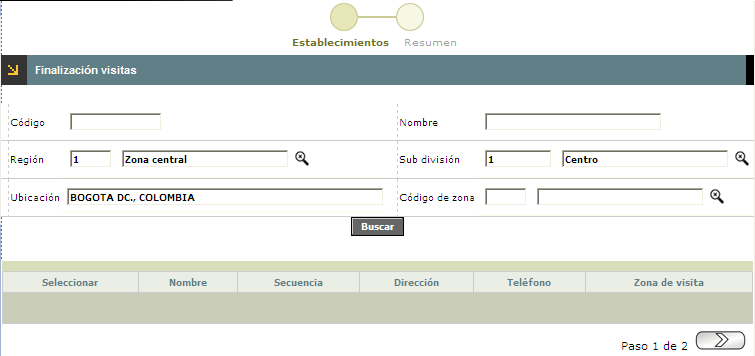 Establecimientos Resumen
Finalización visitas
Código Nombre
Región 1 Zona central Sub división 1 Centro
Ubicación BOGOTA DC., COLOMBIA Código de zona
Buscar
Seleccionar Nombre Secuencia Dirección Teléfono Zona de visita
Paso 1 de 2